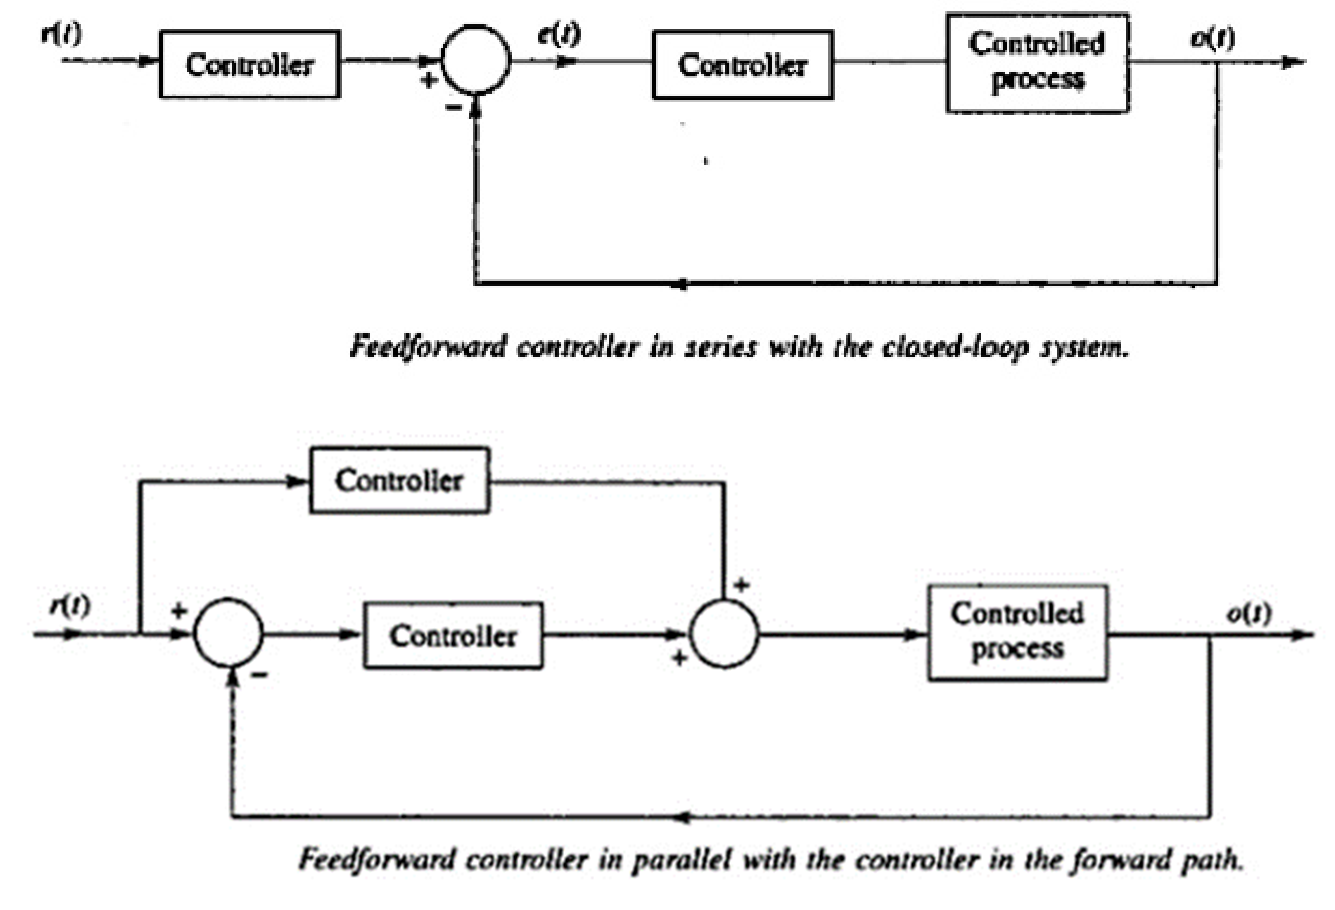 r(t)
Controller
+
−
e(t)
Controller
Controlled
process
o(t)
Feedforward controller in series with the closed-loop system.
Controller
r(t)
+
−
Controller
+
+
Controlled
process
o(t)
Feedforward controller in parallel with the controller in the forward path.